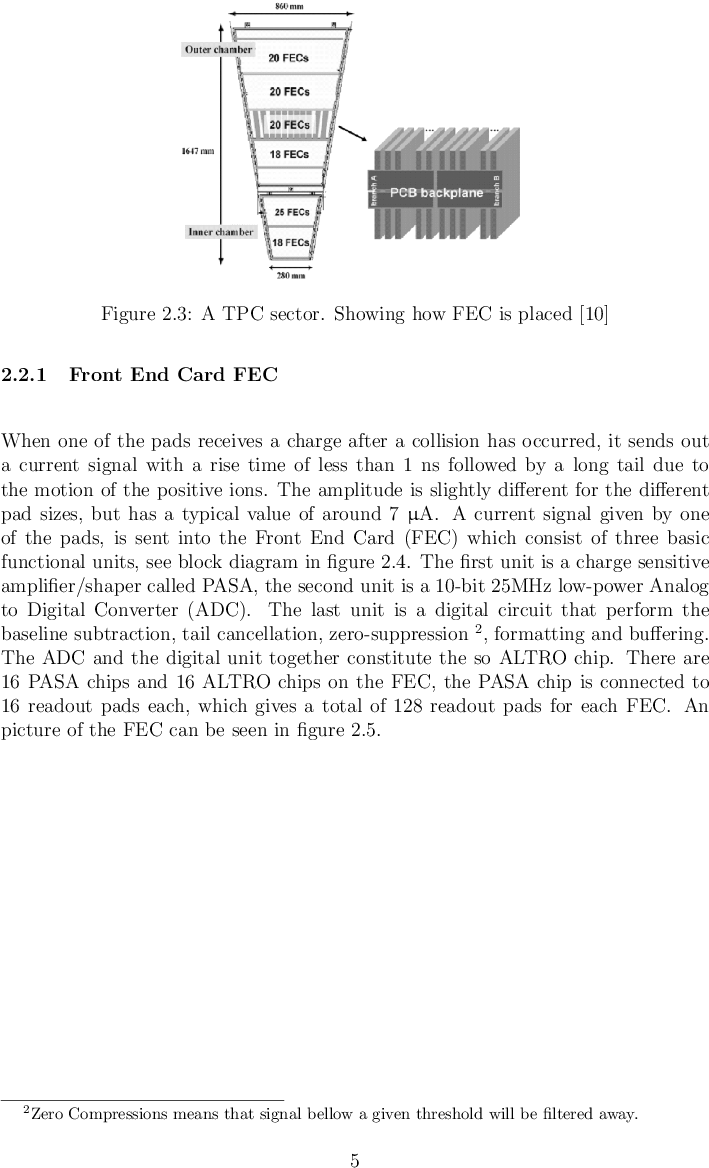 860 mm
Outer chamber
20 FECs
20 FECs
20 FECs
1647 mm
18 FECs
... ...
branch A
PCB backplane
branch B
25 FECs
Inner chamber
18 FECs
280 mm
Figure 2.3: A TPC sector. Showing how FEC is placed [10]
2.2.1 Front End Card FEC
When one of the pads receives a charge after a collision has occurred, it sends out
a current signal with a rise time of less than 1 ns followed by a long tail due to
the motion of the positive ions. The amplitude is slightly different for the different
pad sizes, but has a typical value of around 7 µA. A current signal given by one
of the pads, is sent into the Front End Card (FEC) which consist of three basic
functional units, see block diagram in figure 2.4. The first unit is a charge sensitive
amplifier/shaper called PASA, the second unit is a 10-bit 25MHz low-power Analog
to Digital Converter (ADC). The last unit is a digital circuit that perform the
baseline subtraction, tail cancellation, zero-suppression ², formatting and buffering.
The ADC and the digital unit together constitute the so ALTRO chip. There are
16 PASA chips and 16 ALTRO chips on the FEC, the PASA chip is connected to
16 readout pads each, which gives a total of 128 readout pads for each FEC. An
picture of the FEC can be seen in figure 2.5.
²Zero Compressions means that signal bellow a given threshold will be filtered away.
5